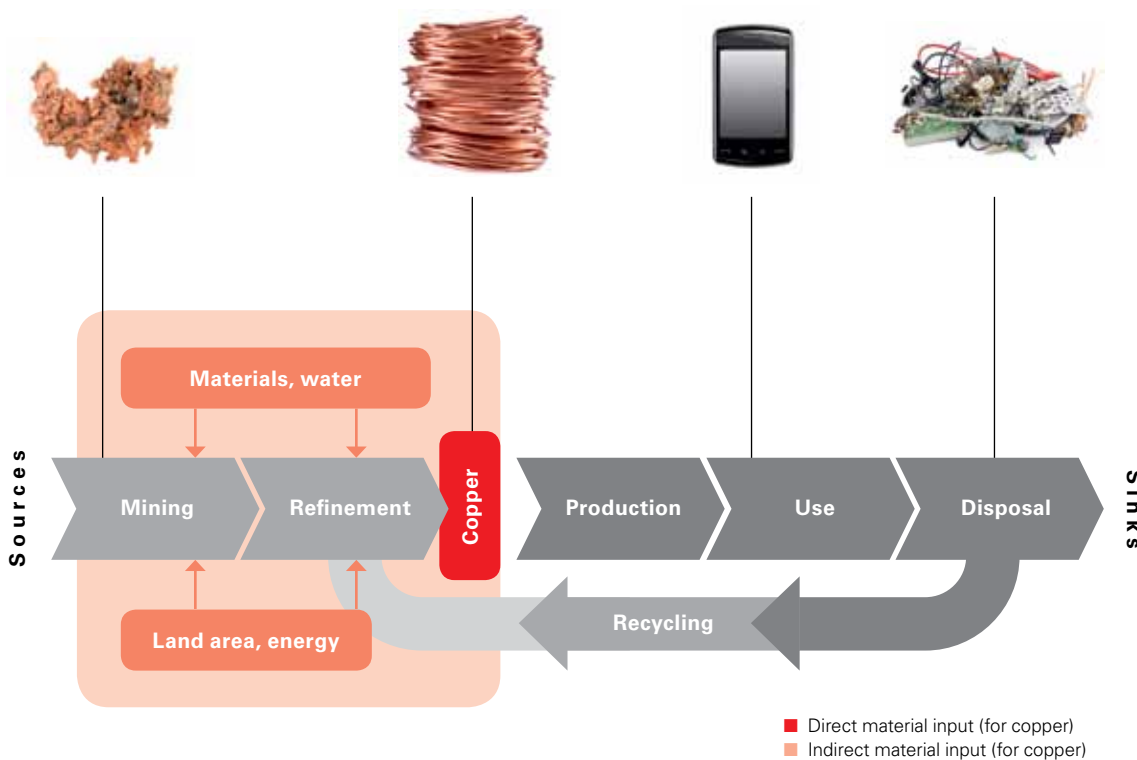 Materials, water
Sources
Mining
Refinement
Copper
Production
Use
Disposal
Sinks
Land area, energy
Recycling
Direct material input (for copper)
Indirect material input (for copper)